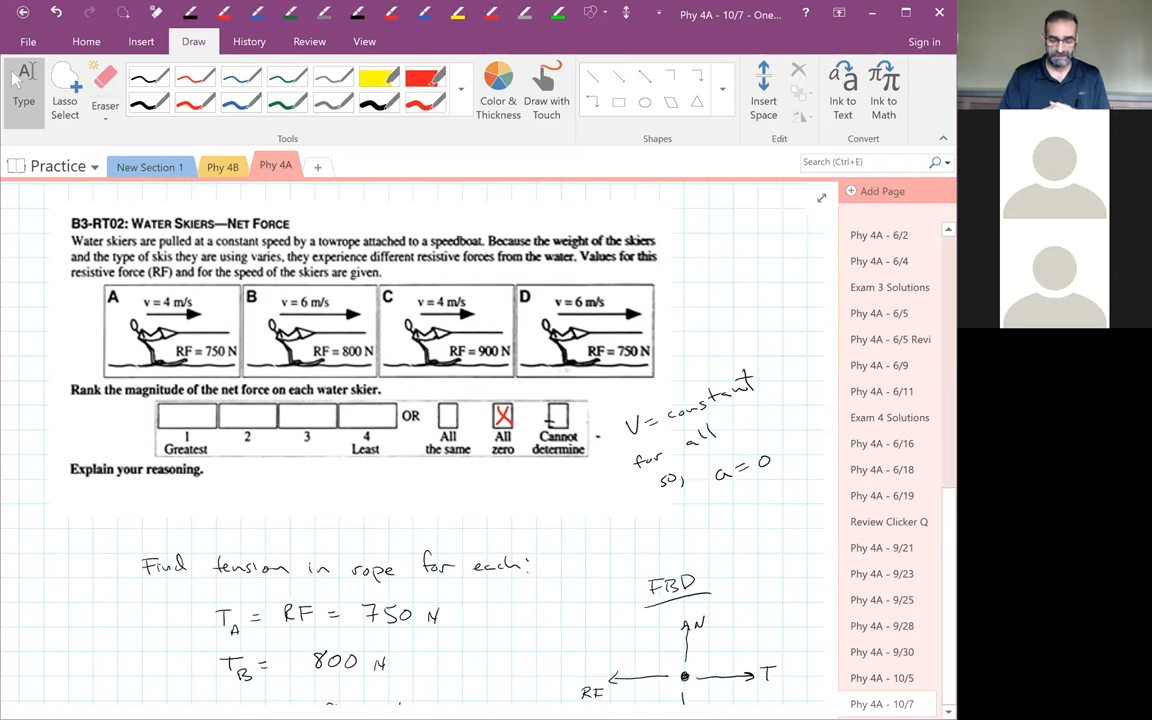 Phy 4A - 10/7 - One...
?
File
Home
Insert
Draw
History
Review
View
Sign in
Type
Lasso
Select
Eraser
Color &
Thickness
Draw with
Touch
Insert
Space
Ink to
Text
Ink to
Math
Tools
Shapes
Edit
Convert
Practice
New Section 1
Phy 4B
Phy 4A
+
Search (Ctrl+E)
Add Page
B3-RT02: WATER SKIERS—NET FORCE
Water skiers are pulled at a constant speed by a towrope attached to a speedboat. Because the weight of the skiers
and the type of skis they are using varies, they experience different resistive forces from the water. Values for this
resistive force (RF) and for the speed of the skiers are given.
A v = 4 m/s RF = 750 N
B v = 6 m/s RF = 800 N
C v = 4 m/s RF = 900 N
D v = 6 m/s RF = 750 N
Rank the magnitude of the net force on each water skier.
OR
X
1 2 3 4 All All Cannot
Greatest Least the same zero determine
Explain your reasoning.
V = constant
for all
so, a = 0
Find tension in rope for each:
T_A = RF = 750 N
T_B = 800 N
FBD
N
T
RF
Phy 4A - 6/2
Phy 4A - 6/4
Exam 3 Solutions
Phy 4A - 6/5
Phy 4A - 6/5 Revi
Phy 4A - 6/9
Phy 4A - 6/11
Exam 4 Solutions
Phy 4A - 6/16
Phy 4A - 6/18
Phy 4A - 6/19
Review Clicker Q
Phy 4A - 9/21
Phy 4A - 9/23
Phy 4A - 9/25
Phy 4A - 9/28
Phy 4A - 9/30
Phy 4A - 10/5
Phy 4A - 10/7